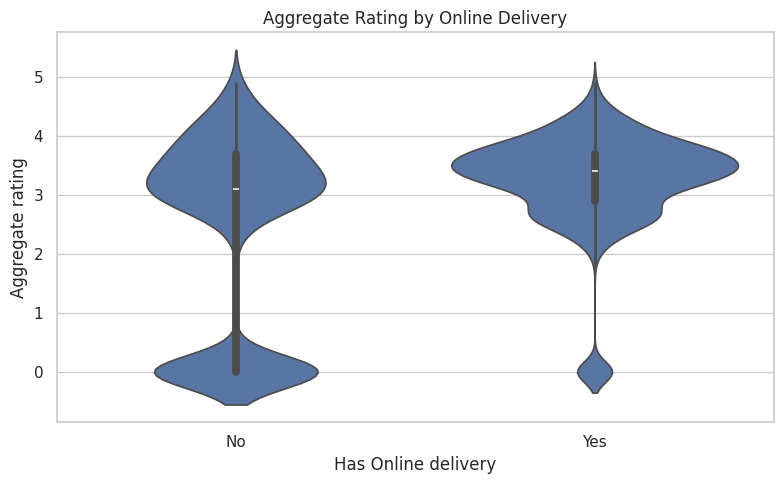 Aggregate Rating by Online Delivery
Aggregate rating
5
4
3
2
1
0
No Yes
Has Online delivery